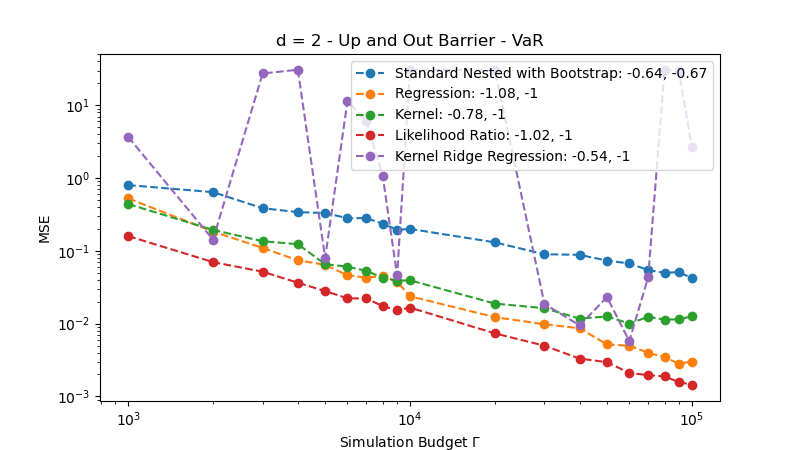 d = 2 - Up and Out Barrier - VaR
Standard Nested with Bootstrap: -0.64, -0.67
Regression: -1.08, -1
Kernel: -0.78, -1
Likelihood Ratio: -1.02, -1
Kernel Ridge Regression: -0.54, -1
MSE
10¹
10⁰
10⁻¹
10⁻²
10⁻³
10³ 10⁴ 10⁵
Simulation Budget Γ